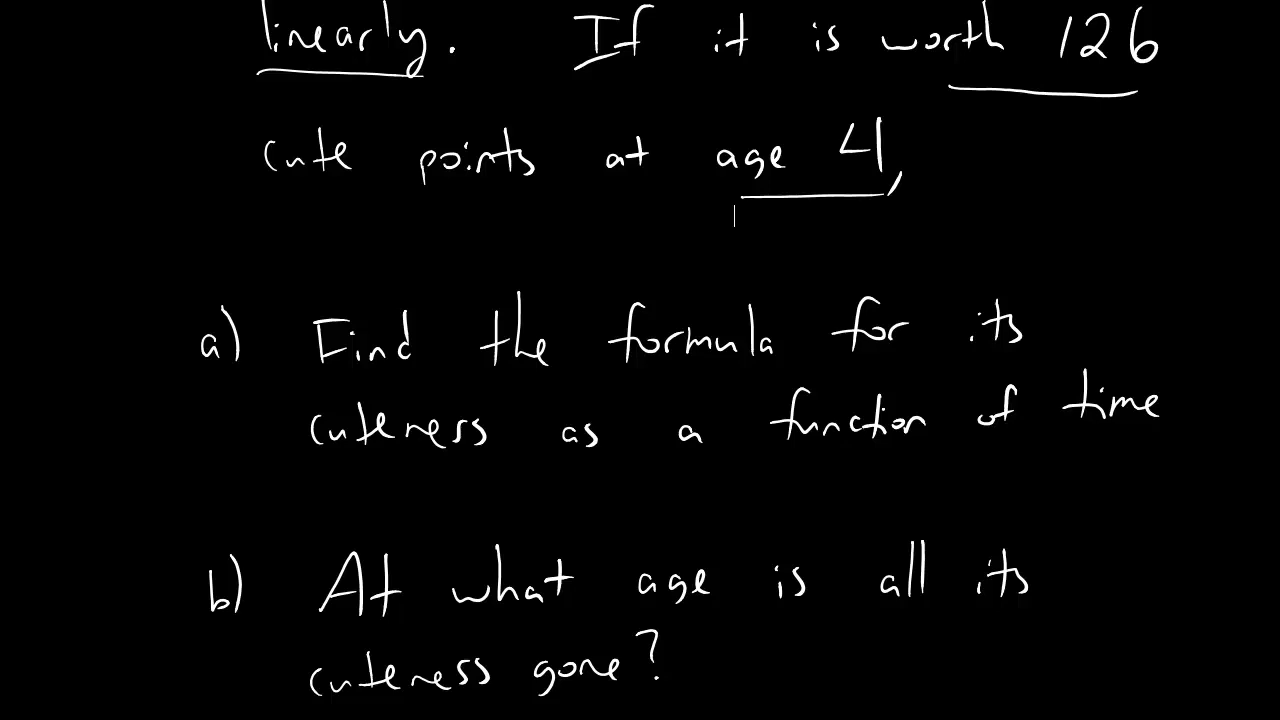 linearly. If it is worth 126
cute points at age 4,
a) Find the formula for its
cuteness as a function of time
b) At what age is all its
cuteness gone?